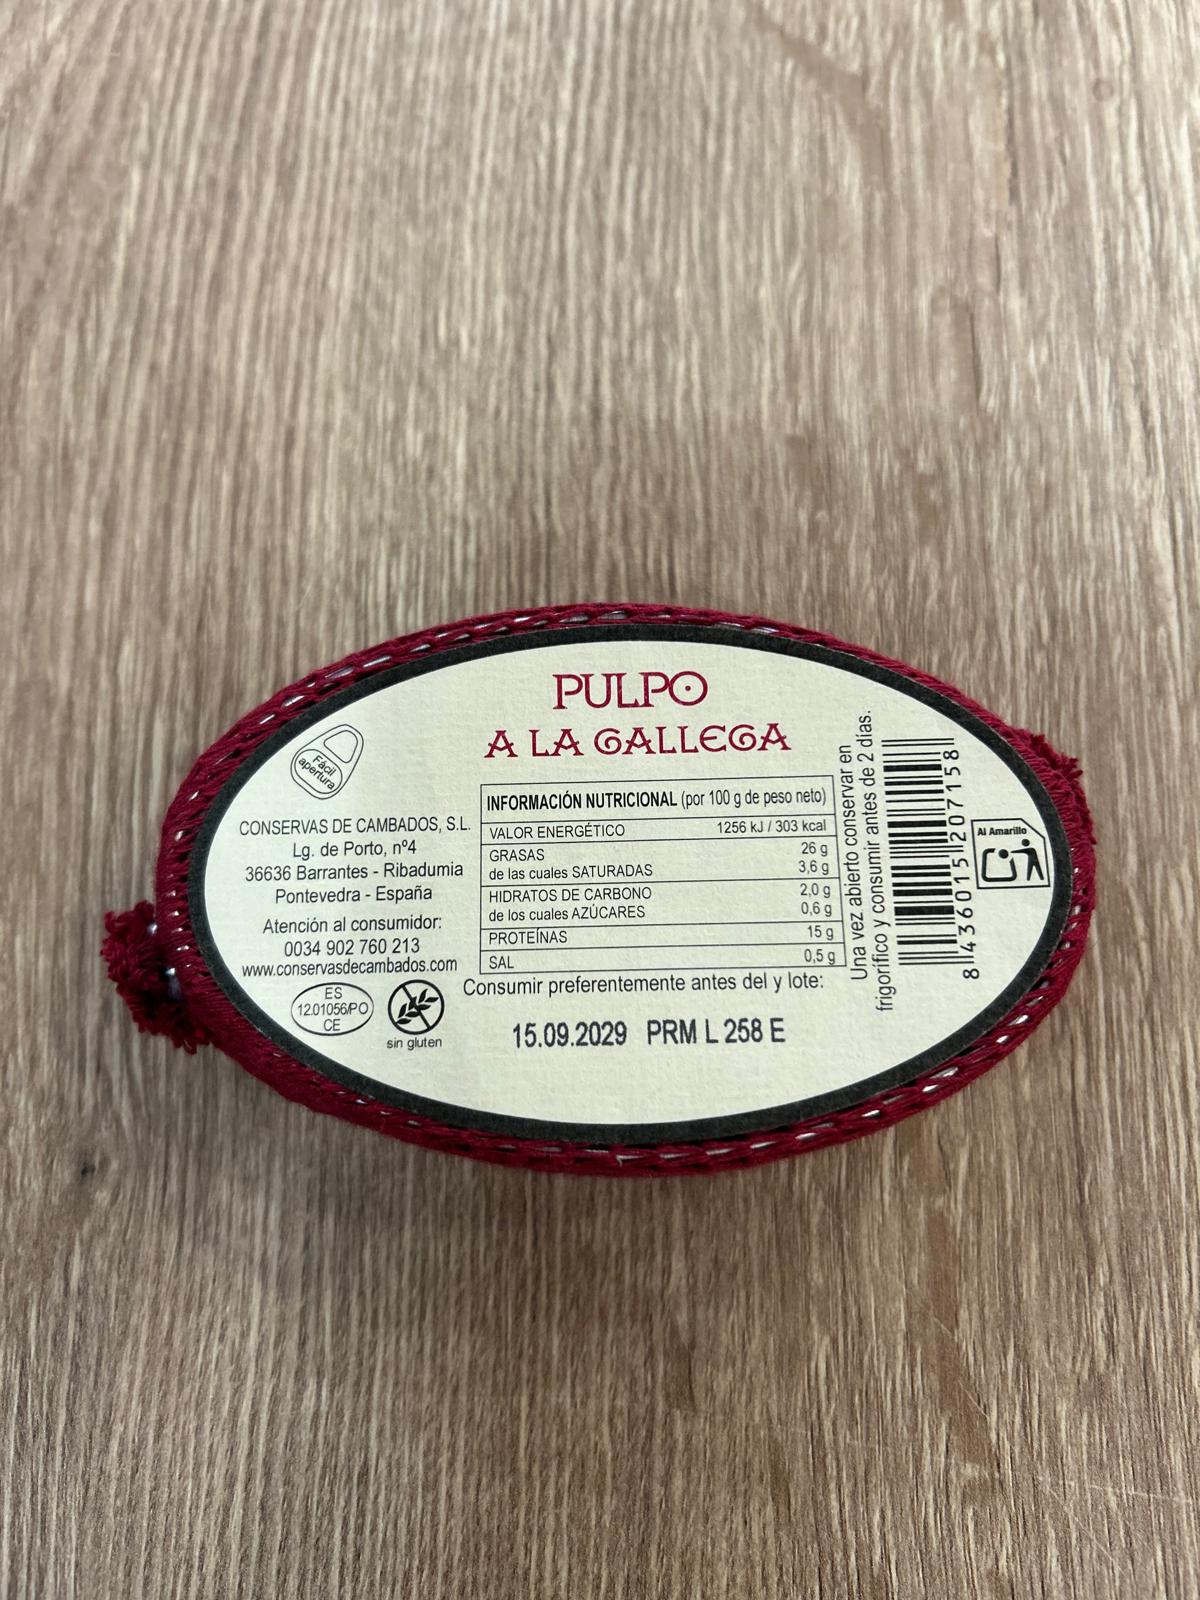 PULPO
A LA GALLEGA
Fácil
apertura
CONSERVAS DE CAMBADOS, S.L.
Lg. de Porto, nº4
36636 Barrantes - Ribadumia
Pontevedra - España
Atención al consumidor:
0034 902 760 213
www.conservasdecambados.com
ES
12.01056/PO
CE
sin gluten
INFORMACIÓN NUTRICIONAL (por 100 g de peso neto)
VALOR ENERGÉTICO 1256 kJ / 303 kcal
GRASAS 26 g
de las cuales SATURADAS 3,6 g
HIDRATOS DE CARBONO 2,0 g
de los cuales AZÚCARES 0,6 g
PROTEÍNAS 15 g
SAL 0,5 g
Consumir preferentemente antes del y lote:
15.09.2029 PRM L 258 E
Una vez abierto conservar en
frigorífico y consumir antes de 2 días.
8 436015 207158
Al Amarillo